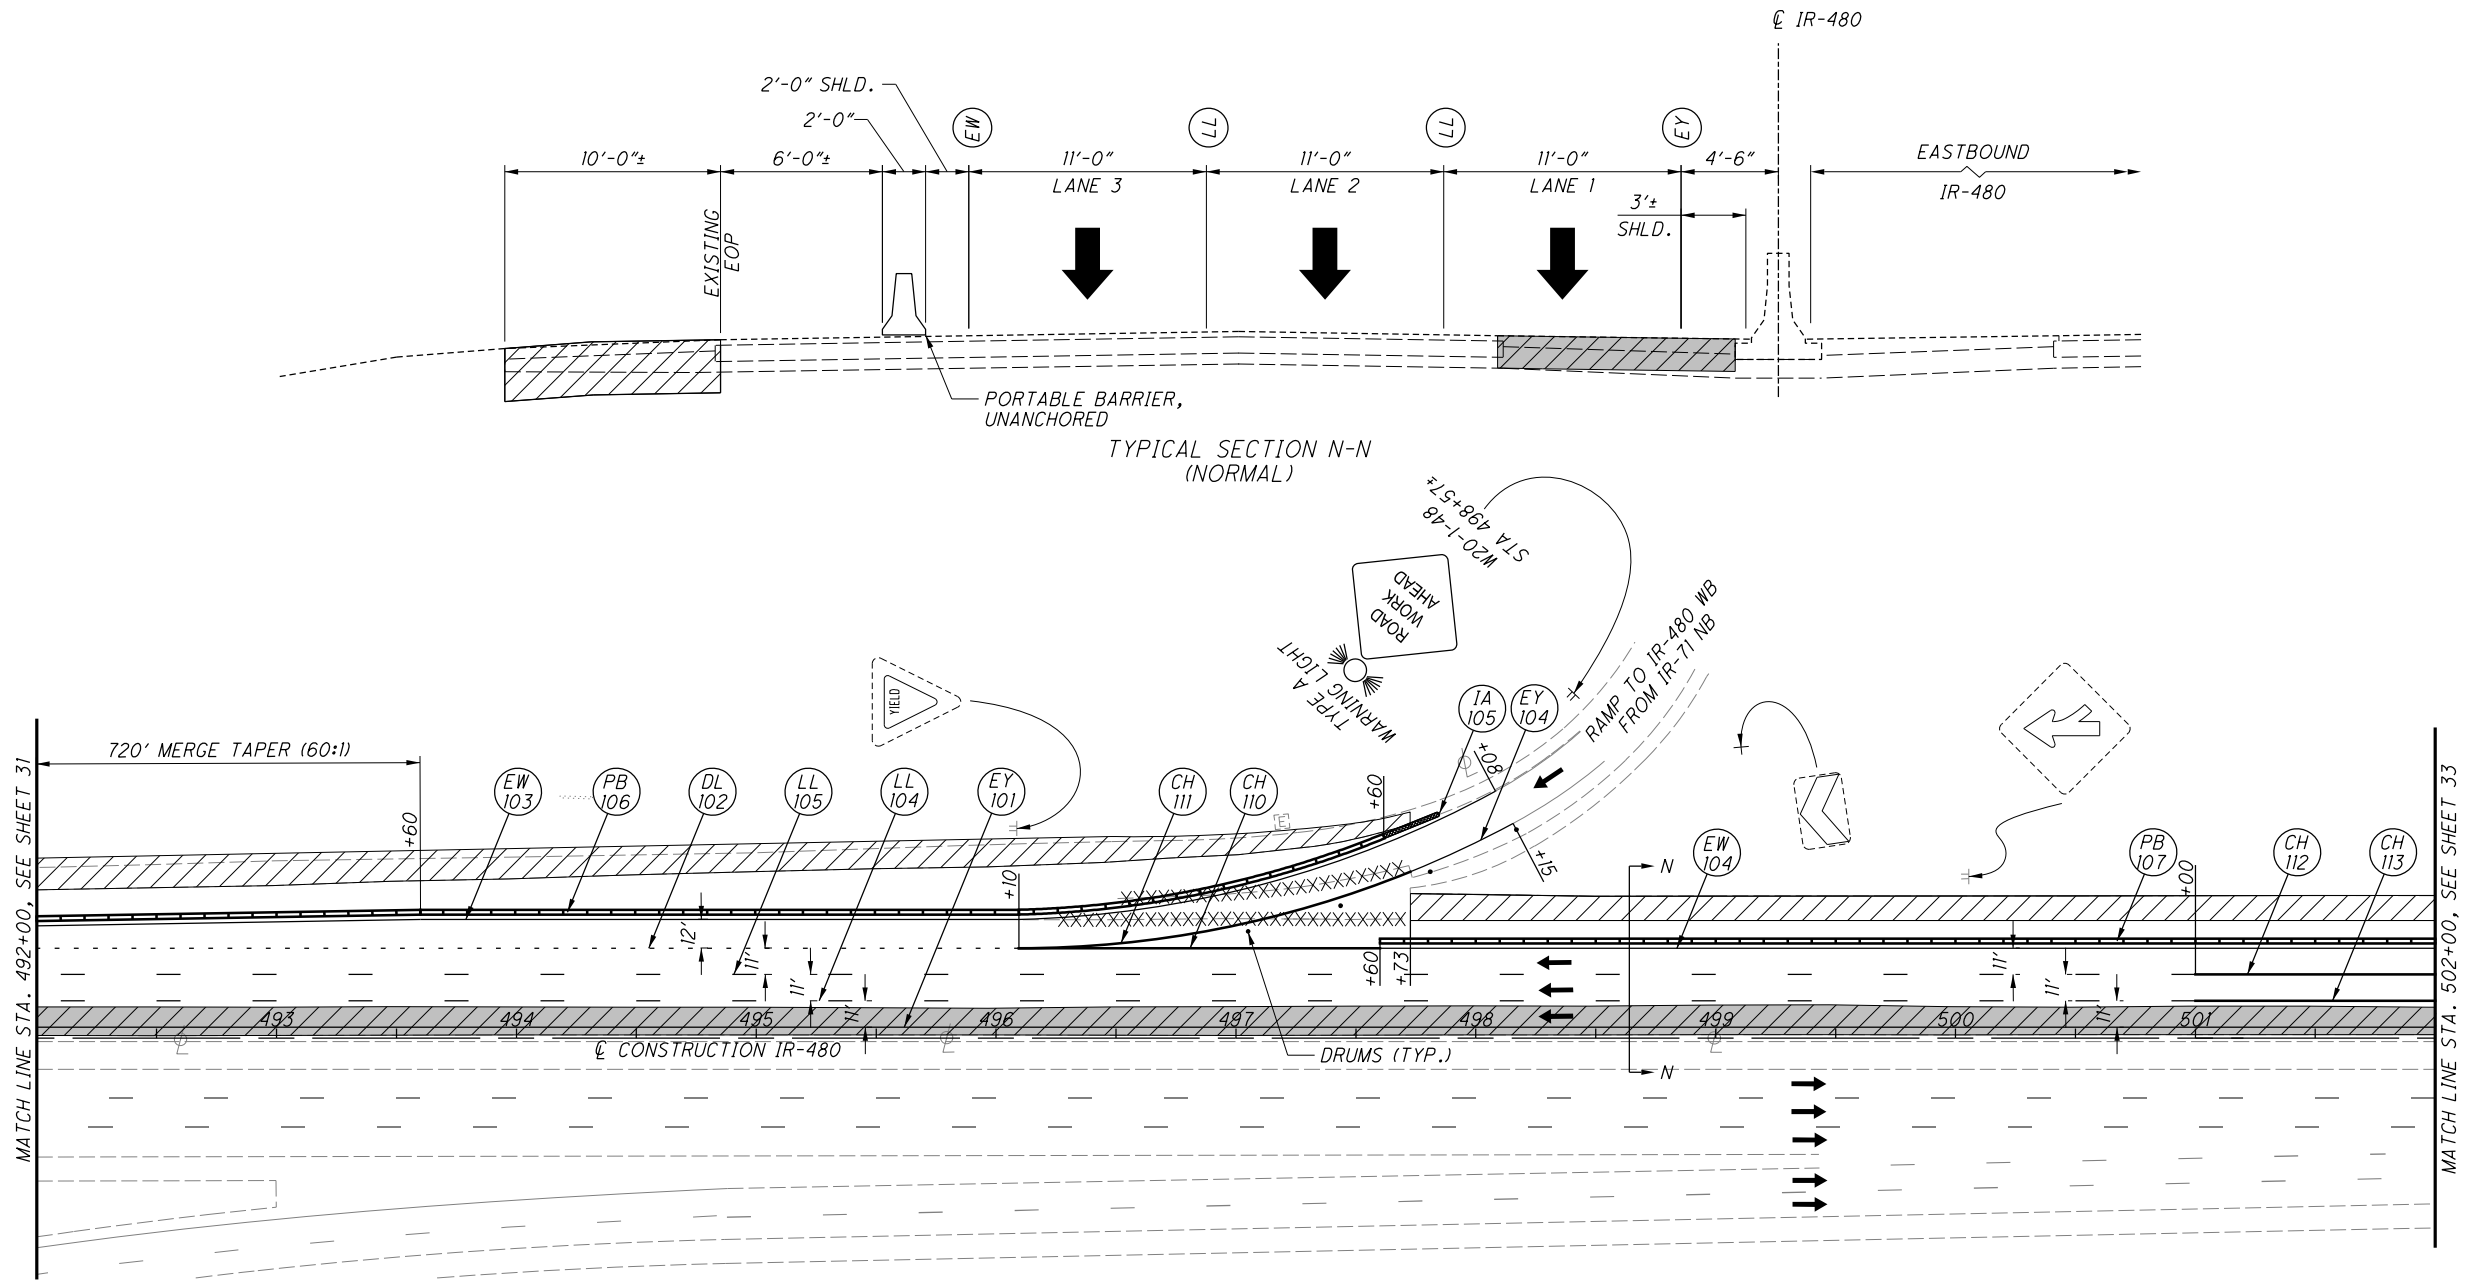 ℄ IR-480
2'-0" SHLD.
2'-0"
EW
LL
LL
EY
10'-0"±
6'-0"±
11'-0"
LANE 3
11'-0"
LANE 2
11'-0"
LANE 1
4'-6"
EASTBOUND
IR-480
3'±
SHLD.
EXISTING
EOP
PORTABLE BARRIER,
UNANCHORED
TYPICAL SECTION N-N
(NORMAL)
W20-1-48
STA 498+57±
ROAD
WORK
AHEAD
TYPE A
WARNING LIGHT
RAMP TO IR-480 WB
FROM IR-71 NB
YIELD
MATCH LINE STA. 492+00, SEE SHEET 31
720' MERGE TAPER (60:1)
+60
EW
103
PB
106
DL
102
LL
105
LL
104
EY
101
CH
111
CH
110
IA
105
EY
104
+10
+60
+80
+15
E
EW
104
PB
107
CH
112
CH
113
+00
N
N
+60
+73
12'
11'
11'
11'
11'
11'
11'
493
494
495
496
497
498
499
500
501
℄ CONSTRUCTION IR-480
DRUMS (TYP.)
MATCH LINE STA. 502+00, SEE SHEET 33